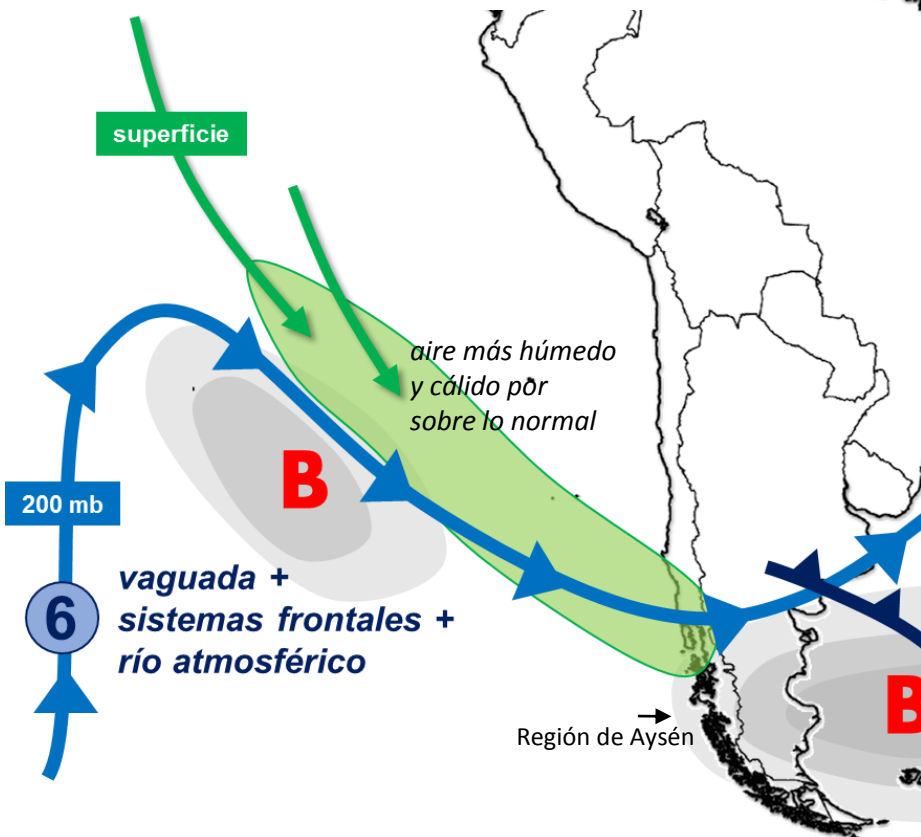 superficie
aire más húmedo
y cálido por
sobre lo normal
B
200 mb
6
vaguada +
sistemas frontales +
río atmosférico
B
Región de Aysén